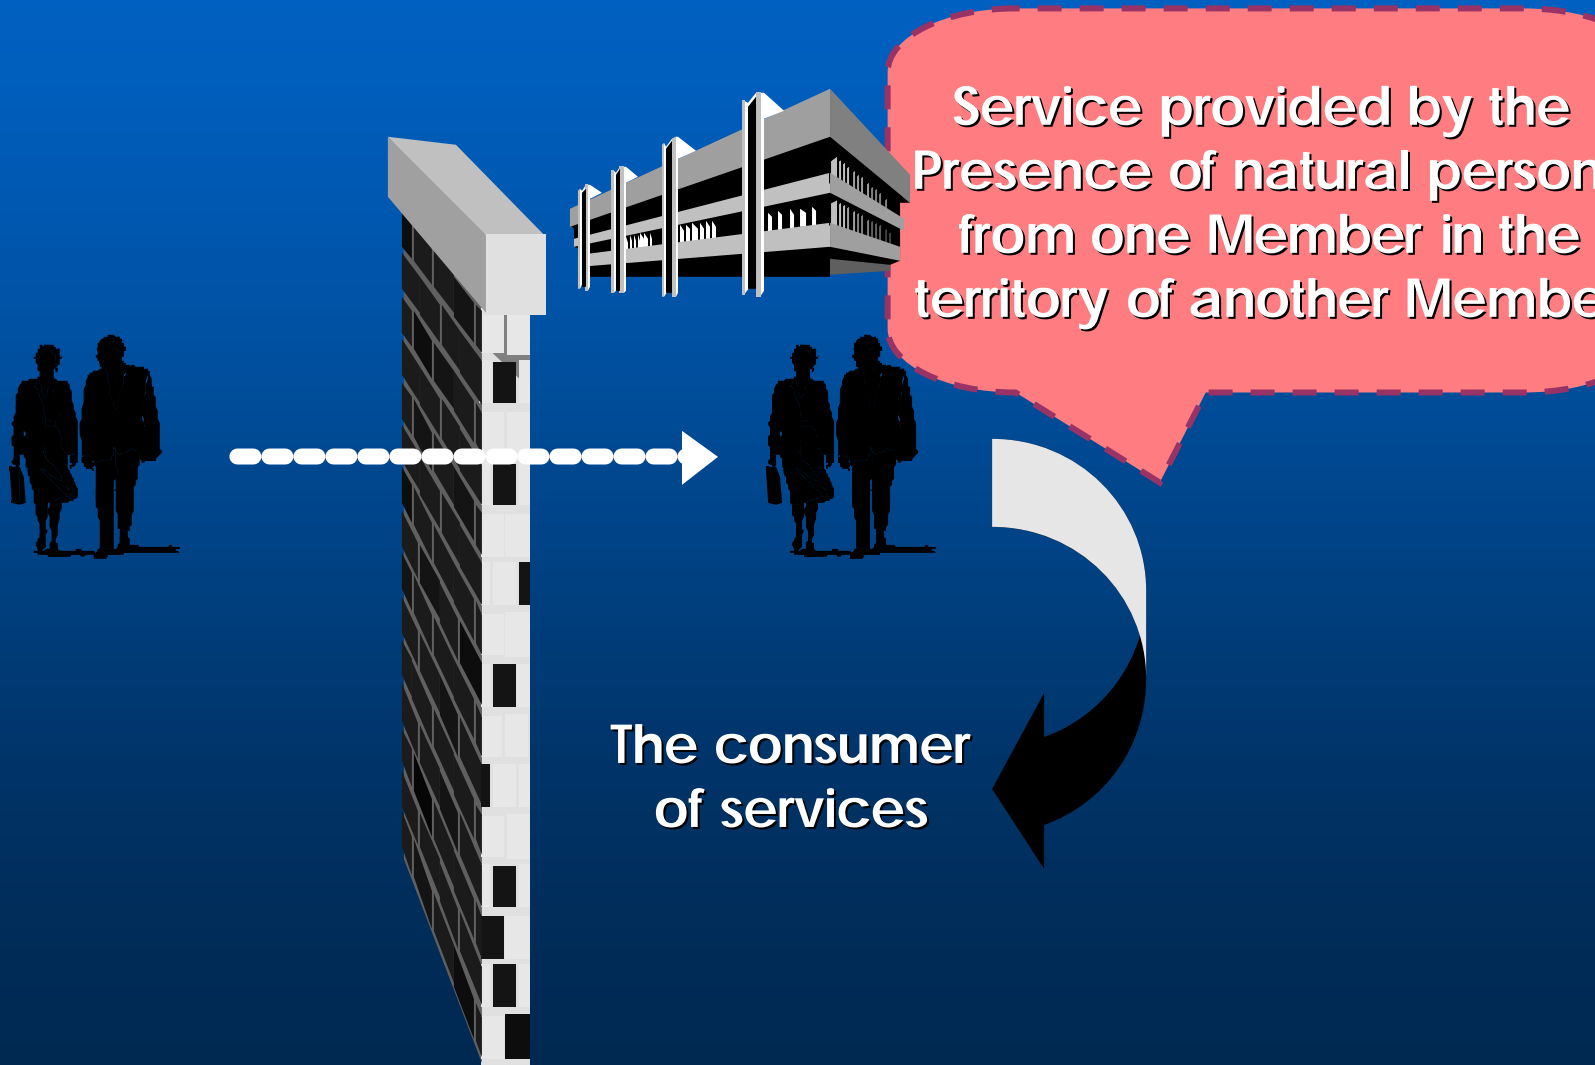 Service provided by the
Presence of natural person
from one Member in the
territory of another Membe
The consumer
of services